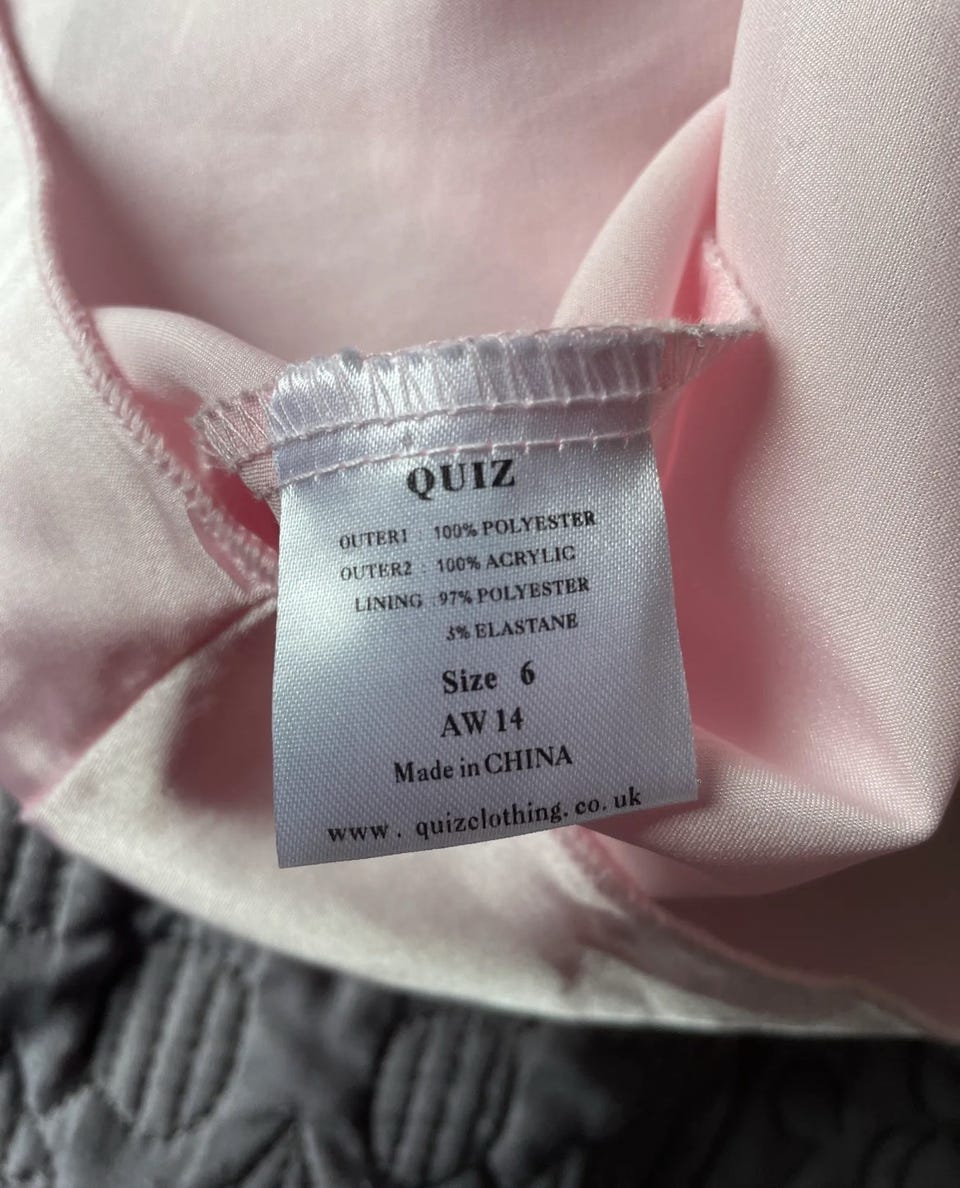 QUIZ
OUTER1 : 100% POLYESTER
OUTER2 : 100% ACRYLIC
LINING : 97% POLYESTER
3% ELASTANE
Size 6
AW 14
Made in CHINA
www. quizclothing. co. uk